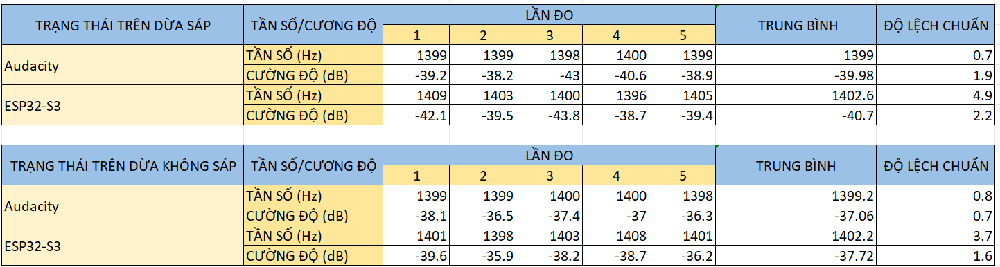 TRẠNG THÁI TRÊN DỪA SÁP TẦN SỐ/CƯƠNG ĐỘ LẦN ĐO TRUNG BÌNH ĐỘ LỆCH CHUẨN
1 2 3 4 5
Audacity TẦN SỐ (Hz) 1399 1399 1398 1400 1399 1399 0.7
CƯỜNG ĐỘ (dB) -39.2 -38.2 -43 -40.6 -38.9 -39.98 1.9
ESP32-S3 TẦN SỐ (Hz) 1409 1403 1400 1396 1405 1402.6 4.9
CƯỜNG ĐỘ (dB) -42.1 -39.5 -43.8 -38.7 -39.4 -40.7 2.2
TRẠNG THÁI TRÊN DỪA KHÔNG SÁP TẦN SỐ/CƯƠNG ĐỘ LẦN ĐO TRUNG BÌNH ĐỘ LỆCH CHUẨN
1 2 3 4 5
Audacity TẦN SỐ (Hz) 1399 1399 1400 1400 1398 1399.2 0.8
CƯỜNG ĐỘ (dB) -38.1 -36.5 -37.4 -37 -36.3 -37.06 0.7
ESP32-S3 TẦN SỐ (Hz) 1401 1398 1403 1408 1401 1402.2 3.7
CƯỜNG ĐỘ (dB) -39.6 -35.9 -38.2 -38.7 -36.2 -37.72 1.6